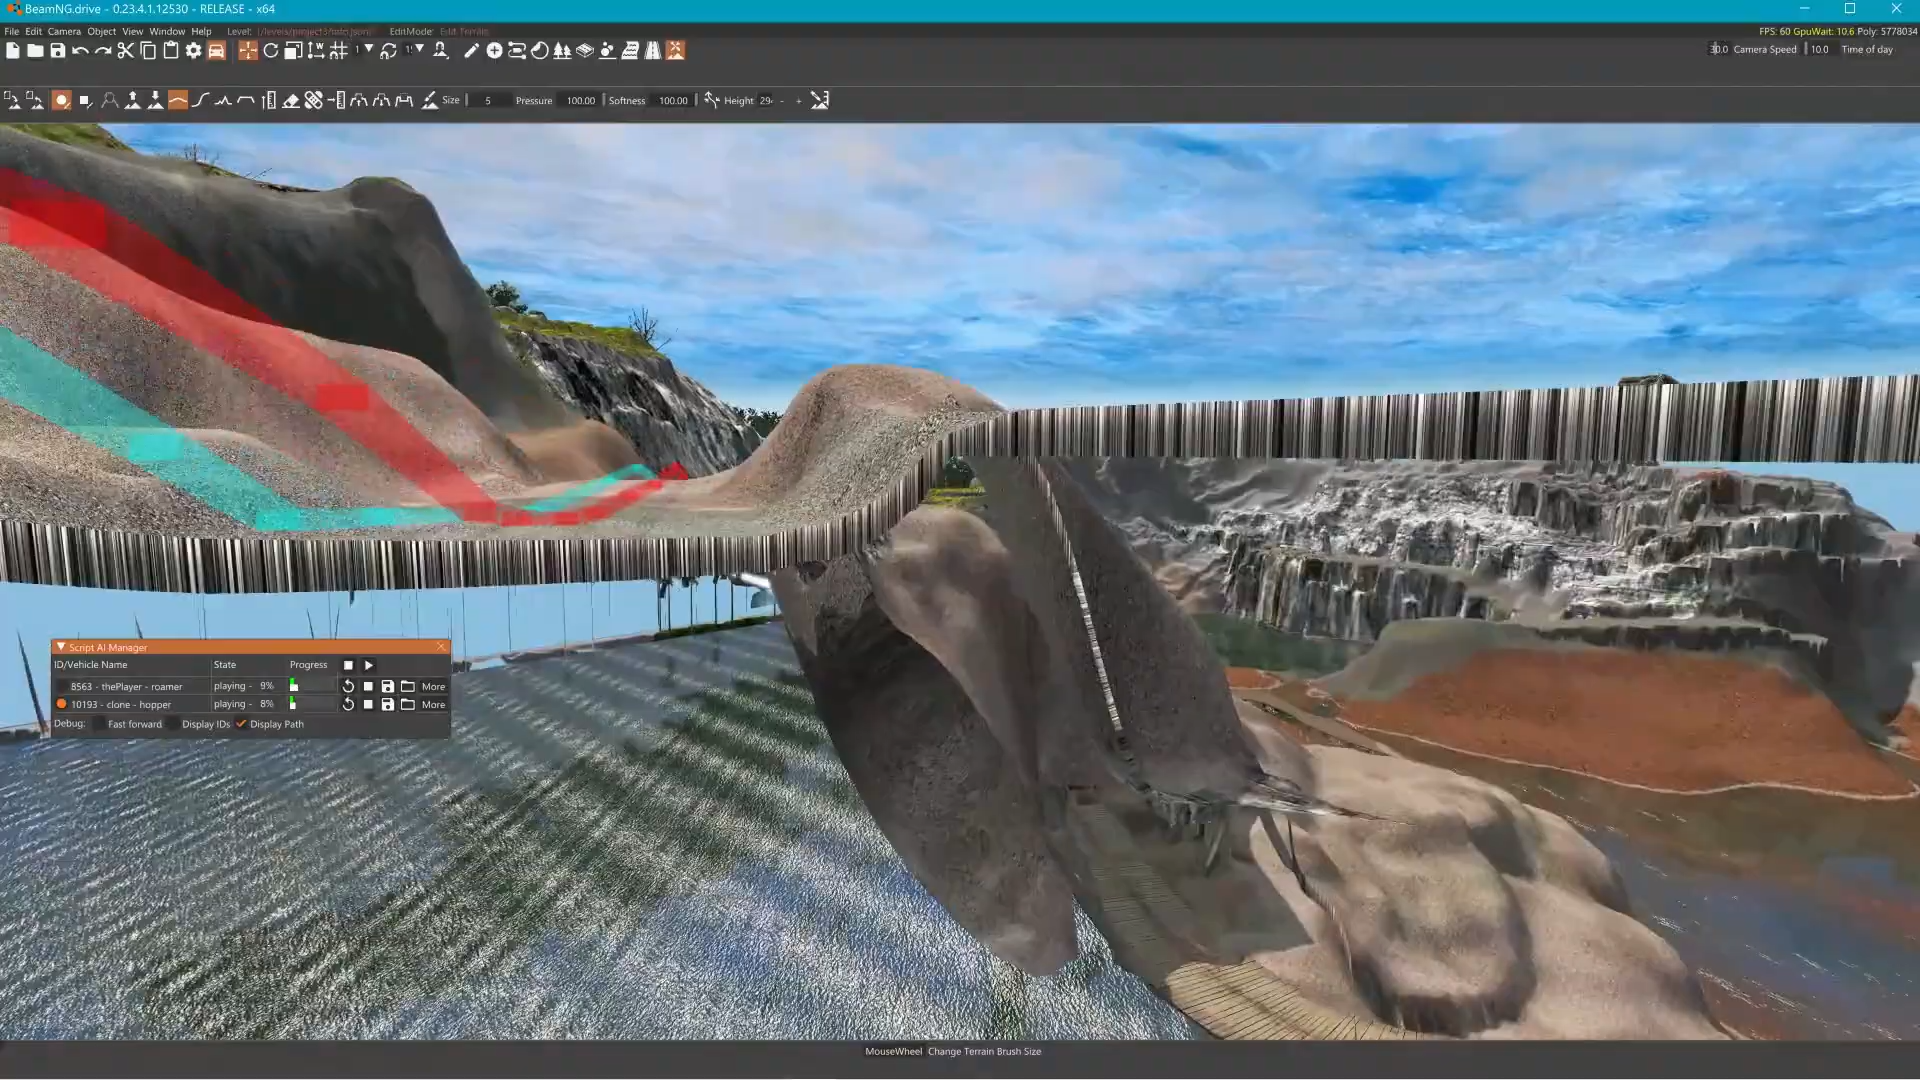 BeamNG.drive - 0.23.4.1.12530 - RELEASE - x64
File Edit Camera Object View Window Help Level: EditMode: Edit Terrain
FPS: 60 GpuWait: 10.6 Poly: 5778034
30.0 Camera Speed 10.0 Time of day
Size 5 Pressure 100.00 Softness 100.00 Height 29 - +
Script AI Manager
ID/Vehicle Name State Progress
8563 - thePlayer - roamer playing - 9% More
10193 - clone - hopper playing - 8% More
Debug: Fast forward Display IDs Display Path
MouseWheel Change Terrain Brush Size